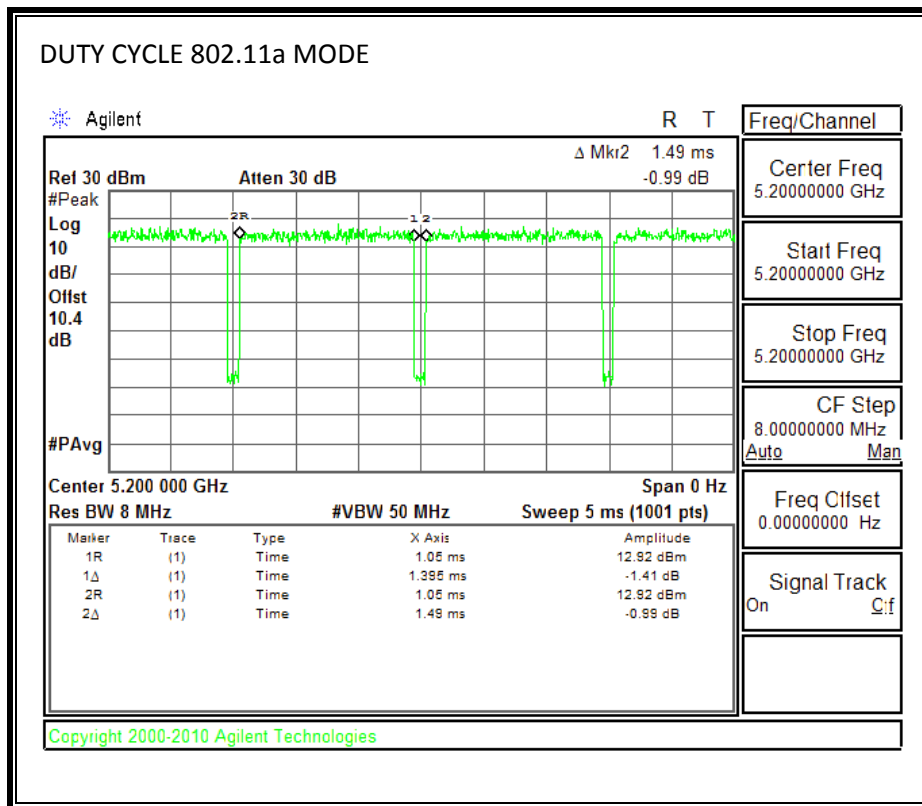 DUTY CYCLE 802.11a MODE
Agilent R T Freq/Channel
Δ Mkr2 1.49 ms
Ref 30 dBm Atten 30 dB -0.99 dB
#Peak
Log
10
dB/
Offst
10.4
dB
#PAvg
2R
1 2
Center 5.200 000 GHz Span 0 Hz
Res BW 8 MHz #VBW 50 MHz Sweep 5 ms (1001 pts)
Marker Trace Type X Axis Amplitude
1R (1) Time 1.05 ms 12.92 dBm
1Δ (1) Time 1.395 ms -1.41 dB
2R (1) Time 1.05 ms 12.92 dBm
2Δ (1) Time 1.49 ms -0.99 dB
Center Freq
5.20000000 GHz
Start Freq
5.20000000 GHz
Stop Freq
5.20000000 GHz
CF Step
8.00000000 MHz
Auto Man
Freq Offset
0.00000000 Hz
Signal Track
On Off
Copyright 2000-2010 Agilent Technologies